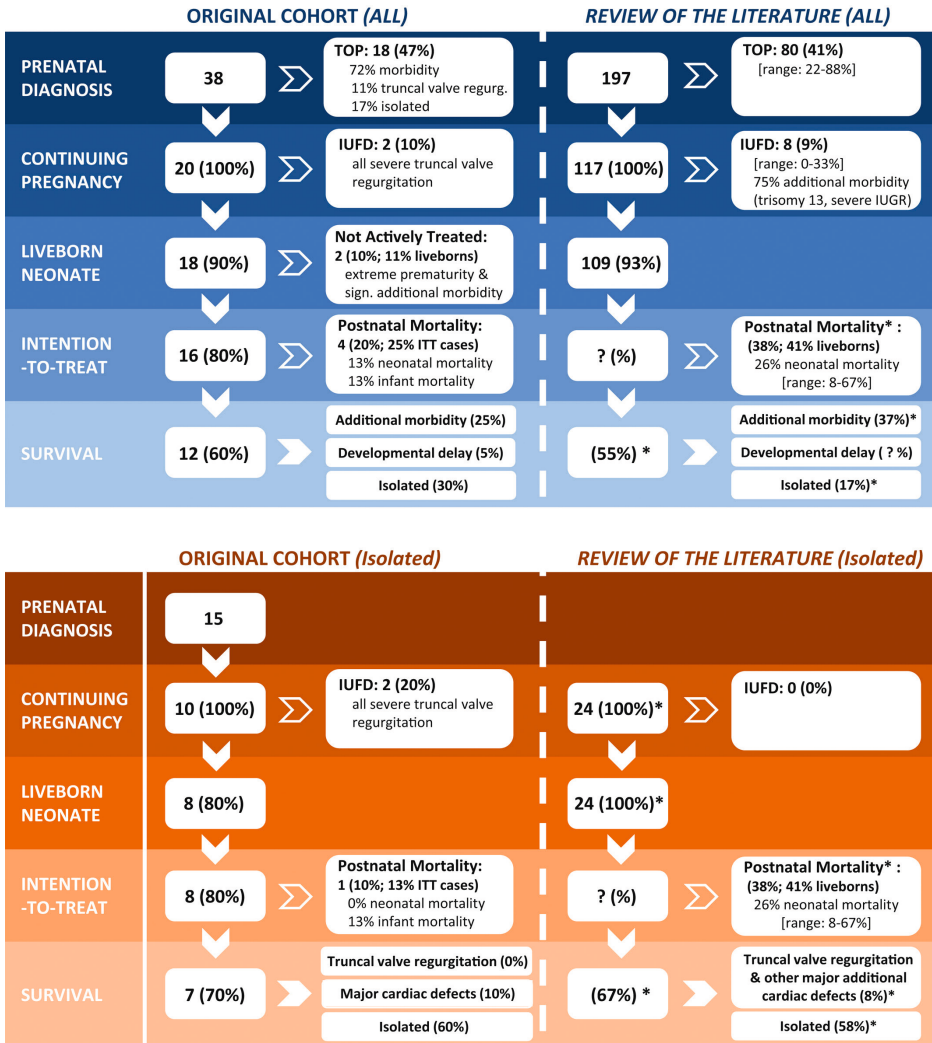 ORIGINAL COHORT (ALL)
REVIEW OF THE LITERATURE (ALL)
PRENATAL
DIAGNOSIS
38
TOP: 18 (47%)
72% morbidity
11% truncal valve regurg.
17% isolated
197
TOP: 80 (41%)
[range: 22-88%]
CONTINUING
PREGNANCY
20 (100%)
IUFD: 2 (10%)
all severe truncal valve
regurgitation
117 (100%)
IUFD: 8 (9%)
[range: 0-33%]
75% additional morbidity
(trisomy 13, severe IUGR)
LIVEBORN
NEONATE
18 (90%)
Not Actively Treated:
2 (10%; 11% liveborns)
extreme prematurity &
sign. additional morbidity
109 (93%)
INTENTION
-TO-TREAT
16 (80%)
Postnatal Mortality:
4 (20%; 25% ITT cases)
13% neonatal mortality
13% infant mortality
? (%)
Postnatal Mortality* :
(38%; 41% liveborns)
26% neonatal mortality
[range: 8-67%]
SURVIVAL
12 (60%)
Additional morbidity (25%)
Developmental delay (5%)
Isolated (30%)
(55%) *
Additional morbidity (37%)*
Developmental delay ( ? %)
Isolated (17%)*
ORIGINAL COHORT (Isolated)
REVIEW OF THE LITERATURE (Isolated)
PRENATAL
DIAGNOSIS
15
CONTINUING
PREGNANCY
10 (100%)
IUFD: 2 (20%)
all severe truncal valve
regurgitation
24 (100%)*
IUFD: 0 (0%)
LIVEBORN
NEONATE
8 (80%)
24 (100%)*
INTENTION
-TO-TREAT
8 (80%)
Postnatal Mortality:
1 (10%; 13% ITT cases)
0% neonatal mortality
13% infant mortality
? (%)
Postnatal Mortality* :
(38%; 41% liveborns)
26% neonatal mortality
[range: 8-67%]
SURVIVAL
7 (70%)
Truncal valve regurgitation (0%)
Major cardiac defects (10%)
Isolated (60%)
(67%) *
Truncal valve regurgitation
& other major additional
cardiac defects (8%)*
Isolated (58%)*